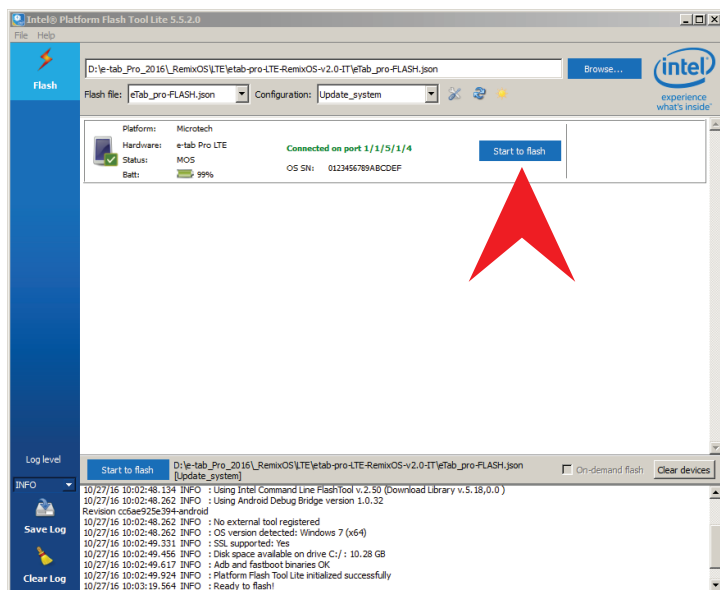 Intel® Platform Flash Tool Lite 5.5.2.0
File Help
Flash
D:\e-tab_Pro_2016\_RemixOS\LTE\etab-pro-LTE-RemixOS-v2.0-IT\eTab_pro-FLASH.json
Browse...
Flash file: eTab_pro-FLASH.json Configuration: Update_system
intel
experience
what's inside™
Platform: Microtech
Hardware: e-tab Pro LTE
Status: MOS
Batt: 99%
Connected on port 1/1/5/1/4
OS SN: 0123456789ABCDEF
Start to flash
Log level
INFO
Save Log
Clear Log
Start to flash
D:\e-tab_Pro_2016\_RemixOS\LTE\etab-pro-LTE-RemixOS-v2.0-IT\eTab_pro-FLASH.json
[Update_system]
On-demand flash
Clear devices
10/27/16 10:02:48.134 INFO : Using Intel Command Line FlashTool v.2.50 (Download Library v.5.18,0.0 )
10/27/16 10:02:48.262 INFO : Using Android Debug Bridge version 1.0.32
Revision cc6ae925e394-android
10/27/16 10:02:48.262 INFO : No external tool registered
10/27/16 10:02:48.262 INFO : OS version detected: Windows 7 (x64)
10/27/16 10:02:49.331 INFO : SSL supported: Yes
10/27/16 10:02:49.456 INFO : Disk space available on drive C:/ : 10.28 GB
10/27/16 10:02:49.617 INFO : Adb and fastboot binaries OK
10/27/16 10:02:49.924 INFO : Platform Flash Tool Lite initialized successfully
10/27/16 10:03:19.564 INFO : Ready to flash!